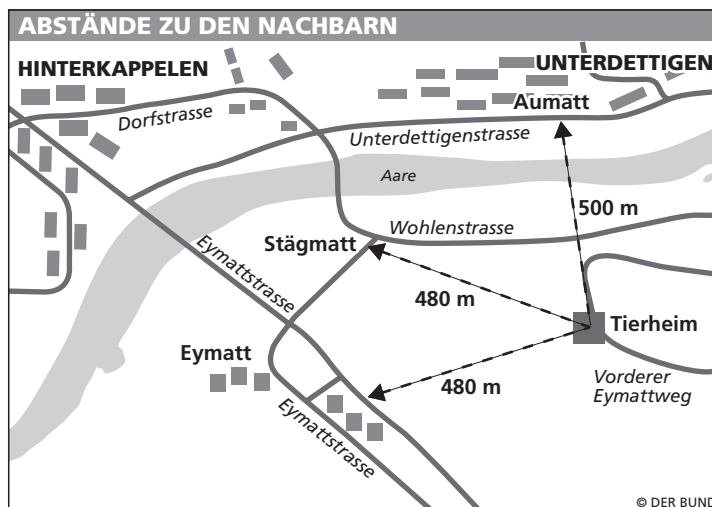 ABSTÄNDE ZU DEN NACHBARN
HINTERKAPPELEN
UNTERDETTIGEN
Aumatt
Dorfstrasse
Unterdettigenstrasse
Aare
500 m
Wohlenstrasse
Stägmatt
Eymattstrasse
480 m
Tierheim
Eymatt
480 m
Vorderer
Eymattweg
Eymattstrasse
© DER BUND